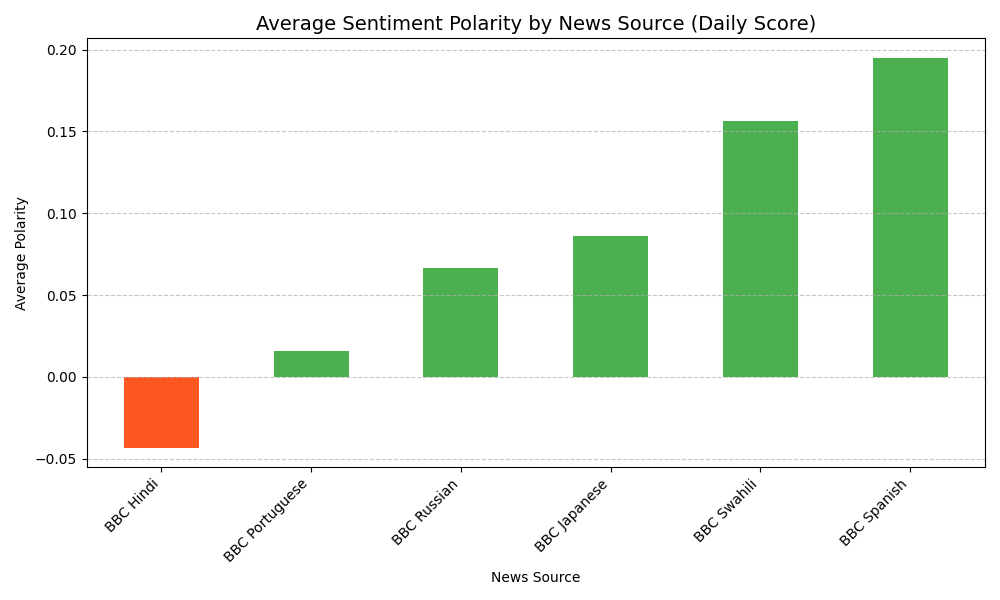 Average Sentiment Polarity by News Source (Daily Score)
Average Polarity
0.20
0.15
0.10
0.05
0.00
−0.05
BBC Hindi
BBC Portuguese
BBC Russian
BBC Japanese
BBC Swahili
BBC Spanish
News Source